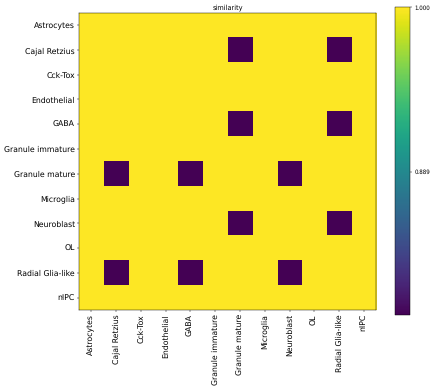 similarity
Astrocytes
Cajal Retzius
Cck-Tox
Endothelial
GABA
Granule immature
Granule mature
Microglia
Neuroblast
OL
Radial Glia-like
nIPC
1.000
0.889
Astrocytes
Cajal Retzius
Cck-Tox
Endothelial
GABA
Granule immature
Granule mature
Microglia
Neuroblast
OL
Radial Glia-like
nIPC